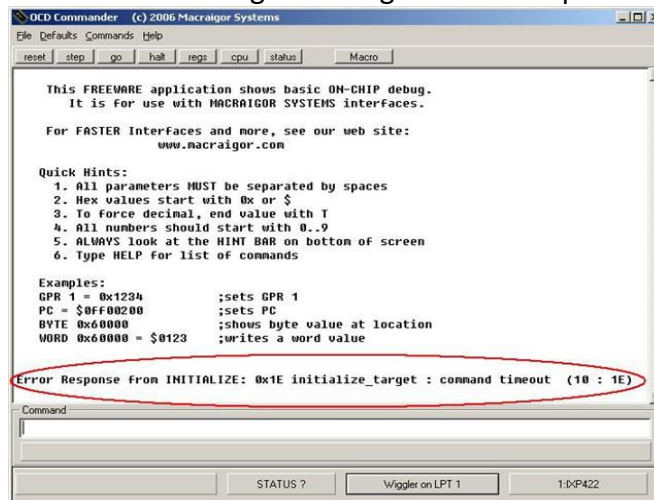 OCD Commander (c) 2006 Macraigor Systems
File Defaults Commands Help
reset step go halt regs cpu status Macro
This FREEWARE application shows basic ON-CHIP debug.
It is for use with MACRAIGOR SYSTEMS interfaces.
For FASTER Interfaces and more, see our web site:
www.macraigor.com
Quick Hints:
1. All parameters MUST be separated by spaces
2. Hex values start with 0x or $
3. To force decimal, end value with T
4. All numbers should start with 0..9
5. ALWAYS look at the HINT BAR on bottom of screen
6. Type HELP for list of commands
Examples:
GPR 1 = 0x1234 ;sets GPR 1
PC = $0FF00200 ;sets PC
BYTE 0x60000 ;shows byte value at location
WORD 0x60000 = $0123 ;writes a word value
Error Response from INITIALIZE: 0x1E initialize_target : command timeout (10 : 1E)
Command
STATUS ? Wiggler on LPT 1 1:IXP422